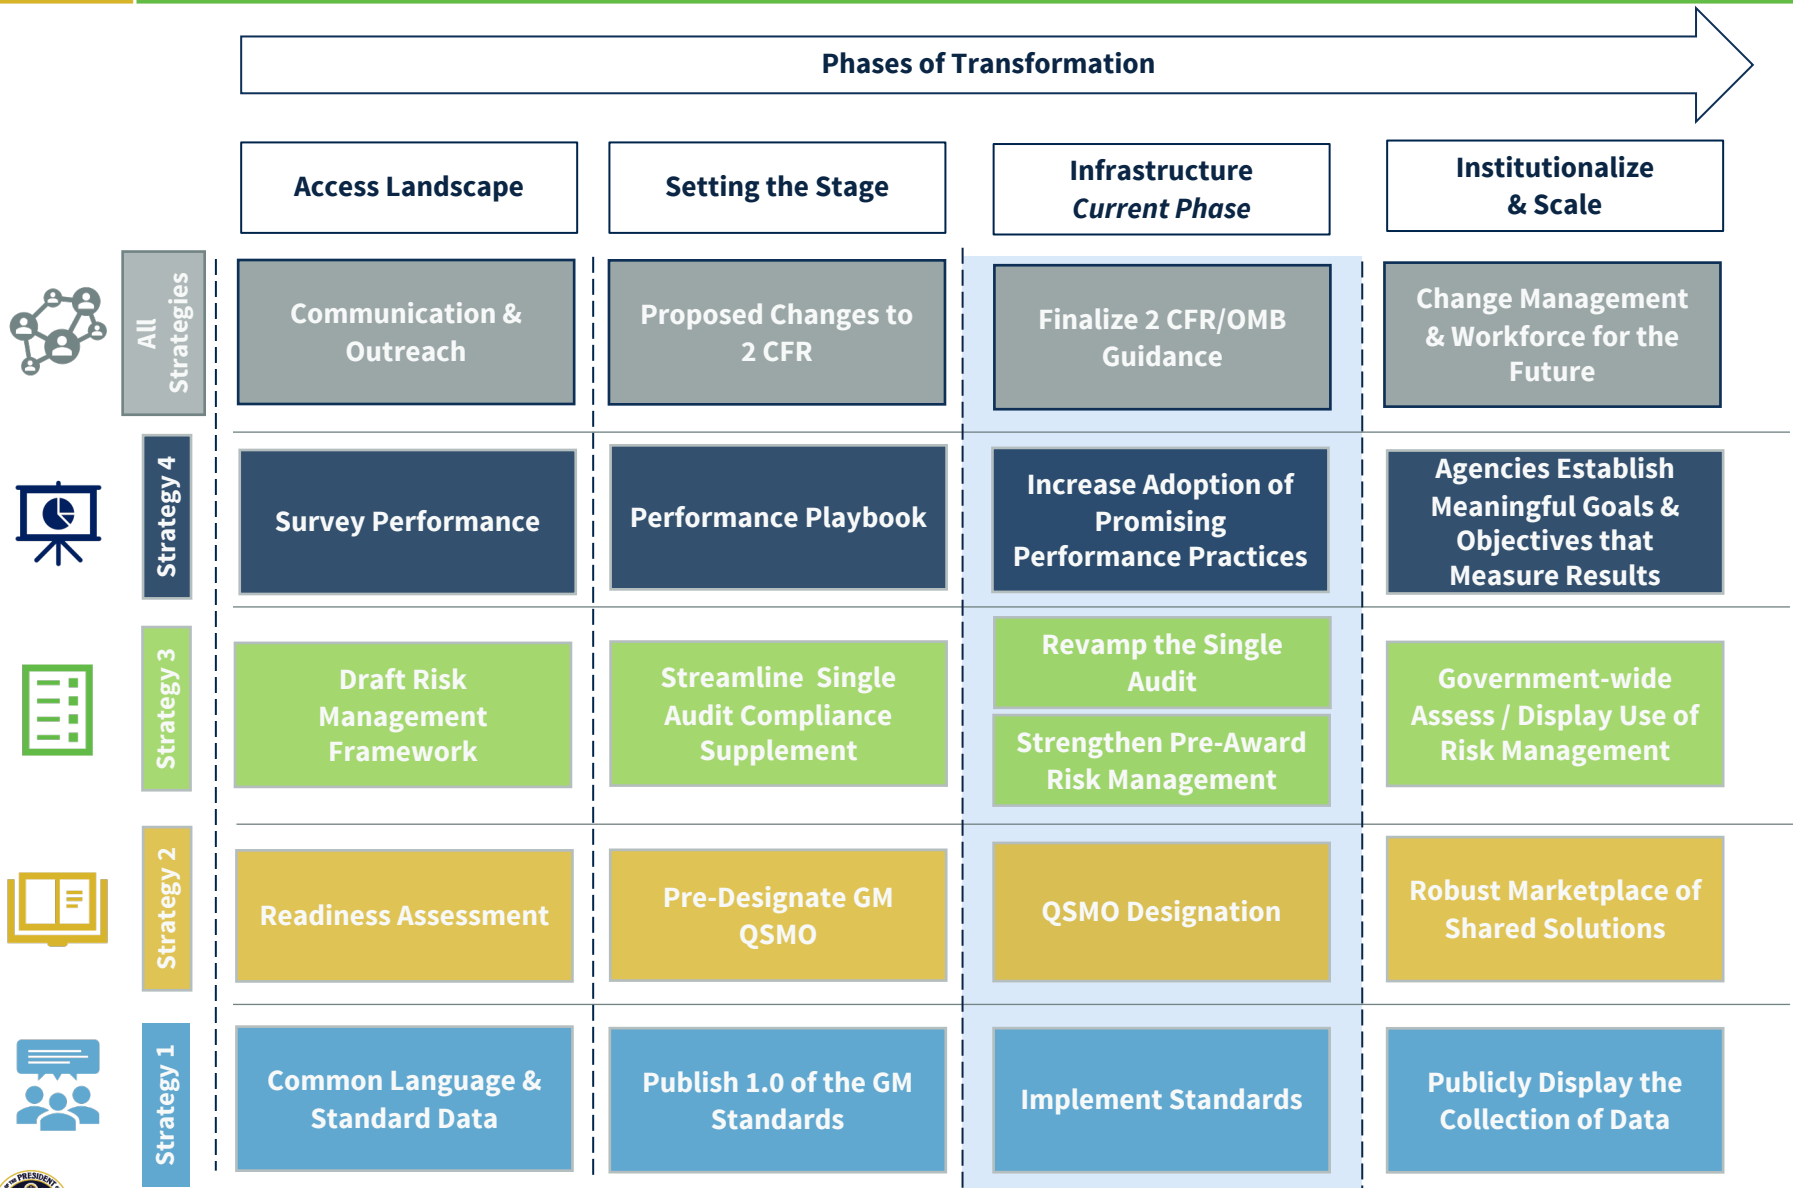 Phases of Transformation
Access Landscape
Setting the Stage
Infrastructure
Current Phase
Institutionalize
& Scale
All
Strategies
Communication &
Outreach
Proposed Changes to
2 CFR
Finalize 2 CFR/OMB
Guidance
Change Management
& Workforce for the
Future
Strategy 4
Survey Performance
Performance Playbook
Increase Adoption of
Promising
Performance Practices
Agencies Establish
Meaningful Goals &
Objectives that
Measure Results
Strategy 3
Draft Risk
Management
Framework
Streamline  Single
Audit Compliance
Supplement
Revamp the Single
Audit
Strengthen Pre-Award
Risk Management
Government-wide
Assess / Display Use of
Risk Management
Strategy 2
Readiness Assessment
Pre-Designate GM
QSMO
QSMO Designation
Robust Marketplace of
Shared Solutions
Strategy 1
Common Language &
Standard Data
Publish 1.0 of the GM
Standards
Implement Standards
Publicly Display the
Collection of Data
PRESIDENT